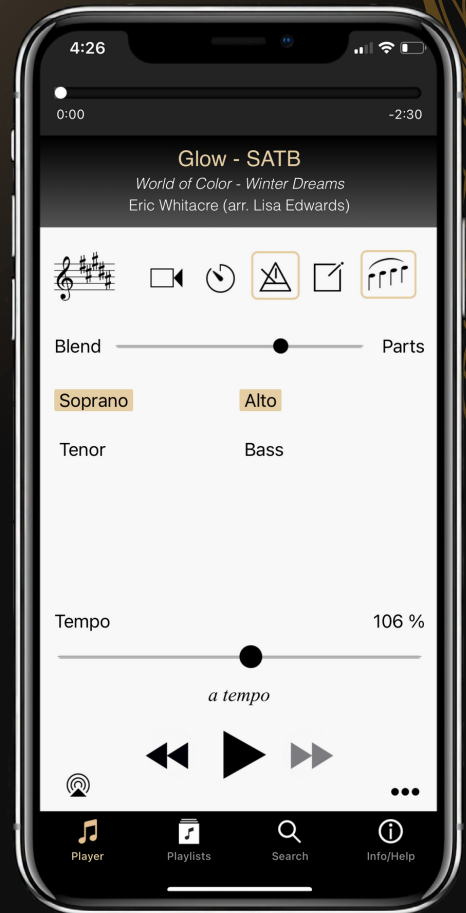 4:26
0:00 -2:30
Glow - SATB
World of Color - Winter Dreams
Eric Whitacre (arr. Lisa Edwards)
Blend Parts
Soprano Alto
Tenor Bass
Tempo 106 %
a tempo
Player Playlists Search Info/Help